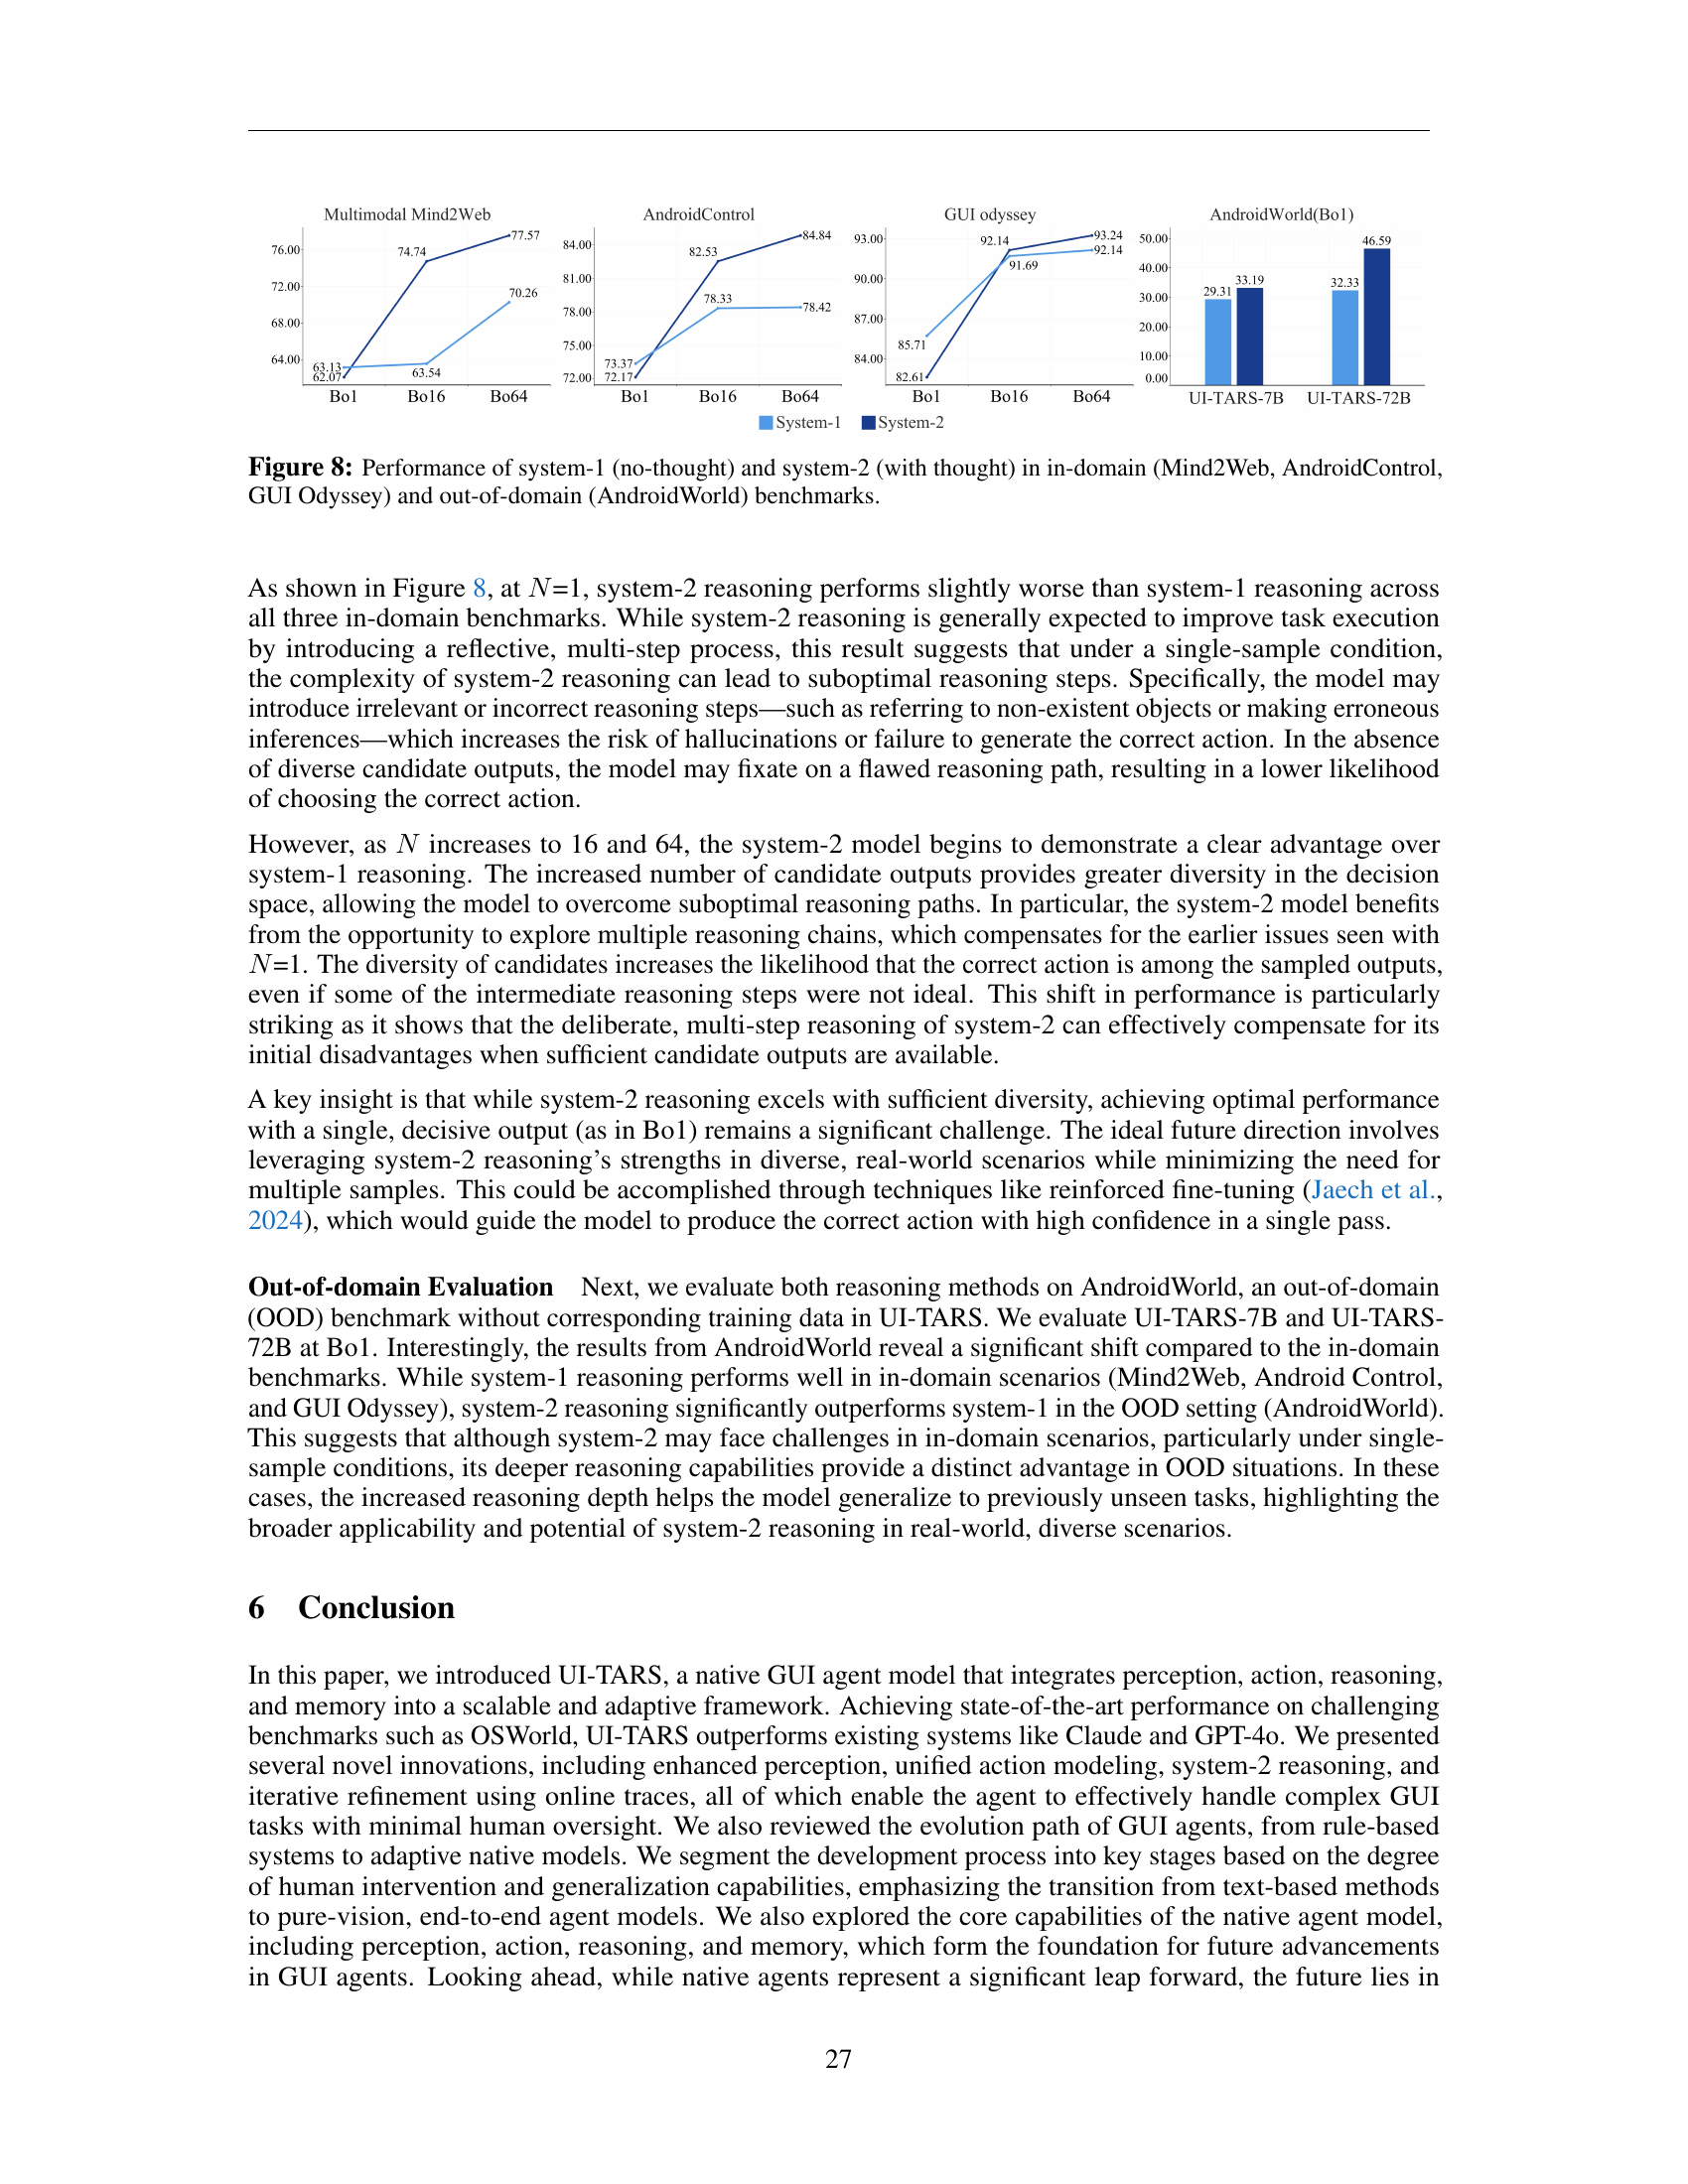 Multimodal Mind2Web
76.00
72.00
68.00
64.00
63.13
62.07
74.74
63.54
77.57
70.26
Bo1 Bo16 Bo64
AndroidControl
84.00
81.00
78.00
75.00
72.00
73.37
72.17
82.53
78.33
84.84
78.42
Bo1 Bo16 Bo64
GUI odyssey
93.00
90.00
87.00
84.00
85.71
82.61
92.14
91.69
93.24
92.14
Bo1 Bo16 Bo64
AndroidWorld(Bo1)
50.00
40.00
30.00
20.00
10.00
0.00
29.31 33.19
32.33 46.59
UI-TARS-7B UI-TARS-72B
System-1 System-2
Figure 8: Performance of system-1 (no-thought) and system-2 (with thought) in in-domain (Mind2Web, AndroidControl,
GUI Odyssey) and out-of-domain (AndroidWorld) benchmarks.
As shown in Figure 8, at N=1, system-2 reasoning performs slightly worse than system-1 reasoning across
all three in-domain benchmarks. While system-2 reasoning is generally expected to improve task execution
by introducing a reflective, multi-step process, this result suggests that under a single-sample condition,
the complexity of system-2 reasoning can lead to suboptimal reasoning steps. Specifically, the model may
introduce irrelevant or incorrect reasoning steps—such as referring to non-existent objects or making erroneous
inferences—which increases the risk of hallucinations or failure to generate the correct action. In the absence
of diverse candidate outputs, the model may fixate on a flawed reasoning path, resulting in a lower likelihood
of choosing the correct action.
However, as N increases to 16 and 64, the system-2 model begins to demonstrate a clear advantage over
system-1 reasoning. The increased number of candidate outputs provides greater diversity in the decision
space, allowing the model to overcome suboptimal reasoning paths. In particular, the system-2 model benefits
from the opportunity to explore multiple reasoning chains, which compensates for the earlier issues seen with
N=1. The diversity of candidates increases the likelihood that the correct action is among the sampled outputs,
even if some of the intermediate reasoning steps were not ideal. This shift in performance is particularly
striking as it shows that the deliberate, multi-step reasoning of system-2 can effectively compensate for its
initial disadvantages when sufficient candidate outputs are available.
A key insight is that while system-2 reasoning excels with sufficient diversity, achieving optimal performance
with a single, decisive output (as in Bo1) remains a significant challenge. The ideal future direction involves
leveraging system-2 reasoning's strengths in diverse, real-world scenarios while minimizing the need for
multiple samples. This could be accomplished through techniques like reinforced fine-tuning (Jaech et al.,
2024), which would guide the model to produce the correct action with high confidence in a single pass.
Out-of-domain Evaluation Next, we evaluate both reasoning methods on AndroidWorld, an out-of-domain
(OOD) benchmark without corresponding training data in UI-TARS. We evaluate UI-TARS-7B and UI-TARS-
72B at Bo1. Interestingly, the results from AndroidWorld reveal a significant shift compared to the in-domain
benchmarks. While system-1 reasoning performs well in in-domain scenarios (Mind2Web, Android Control,
and GUI Odyssey), system-2 reasoning significantly outperforms system-1 in the OOD setting (AndroidWorld).
This suggests that although system-2 may face challenges in in-domain scenarios, particularly under single-
sample conditions, its deeper reasoning capabilities provide a distinct advantage in OOD situations. In these
cases, the increased reasoning depth helps the model generalize to previously unseen tasks, highlighting the
broader applicability and potential of system-2 reasoning in real-world, diverse scenarios.
6 Conclusion
In this paper, we introduced UI-TARS, a native GUI agent model that integrates perception, action, reasoning,
and memory into a scalable and adaptive framework. Achieving state-of-the-art performance on challenging
benchmarks such as OSWorld, UI-TARS outperforms existing systems like Claude and GPT-4o. We presented
several novel innovations, including enhanced perception, unified action modeling, system-2 reasoning, and
iterative refinement using online traces, all of which enable the agent to effectively handle complex GUI
tasks with minimal human oversight. We also reviewed the evolution path of GUI agents, from rule-based
systems to adaptive native models. We segment the development process into key stages based on the degree
of human intervention and generalization capabilities, emphasizing the transition from text-based methods
to pure-vision, end-to-end agent models. We also explored the core capabilities of the native agent model,
including perception, action, reasoning, and memory, which form the foundation for future advancements
in GUI agents. Looking ahead, while native agents represent a significant leap forward, the future lies in
27